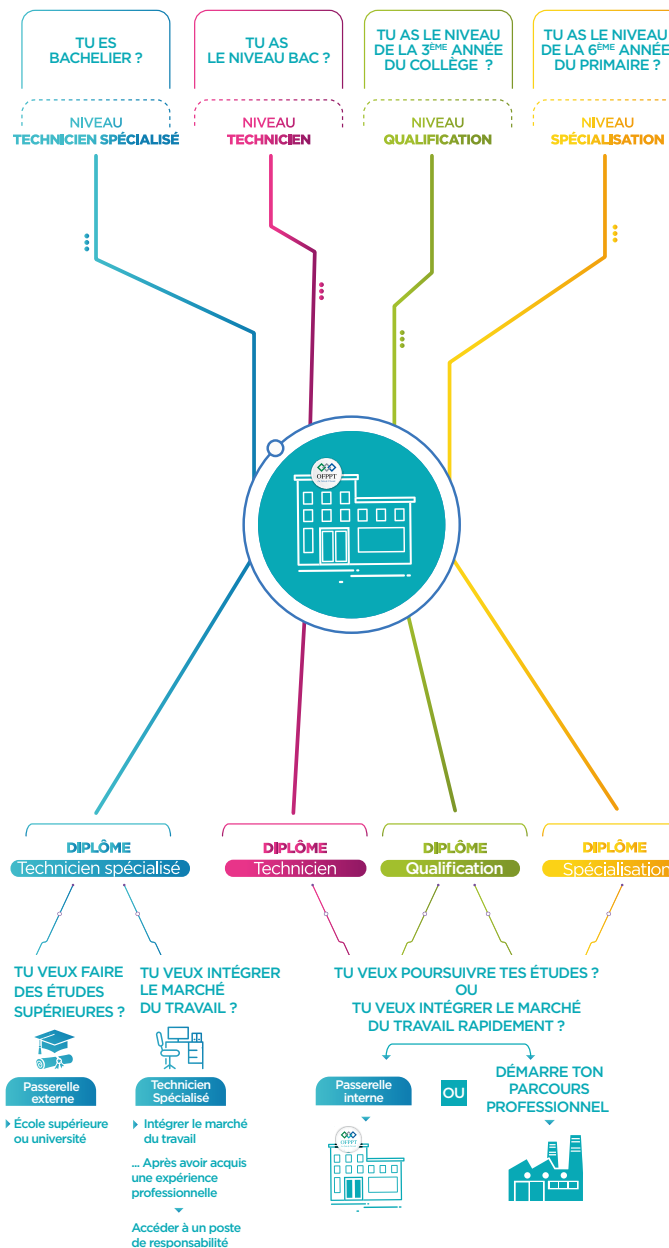 TU ES
BACHELIER ?
TU AS
LE NIVEAU BAC ?
TU AS LE NIVEAU
DE LA 3ÈME ANNÉE
DU COLLÈGE ?
TU AS LE NIVEAU
DE LA 6ÈME ANNÉE
DU PRIMAIRE ?
NIVEAU
TECHNICIEN SPÉCIALISÉ
NIVEAU
TECHNICIEN
NIVEAU
QUALIFICATION
NIVEAU
SPÉCIALISATION
OFPPT
DIPLÔME
Technicien spécialisé
DIPLÔME
Technicien
DIPLÔME
Qualification
DIPLÔME
Spécialisation
TU VEUX FAIRE
DES ÉTUDES
SUPÉRIEURES ?
TU VEUX INTÉGRER
LE MARCHÉ
DU TRAVAIL ?
TU VEUX POURSUIVRE TES ÉTUDES ?
OU
TU VEUX INTÉGRER LE MARCHÉ
DU TRAVAIL RAPIDEMENT ?
Passerelle
externe
École supérieure
ou université
Technicien
Spécialisé
Intégrer le marché
du travail
... Après avoir acquis
une expérience
professionnelle
Accéder à un poste
de responsabilité
Passerelle
interne
OFPPT
OU
DÉMARRE TON
PARCOURS
PROFESSIONNEL